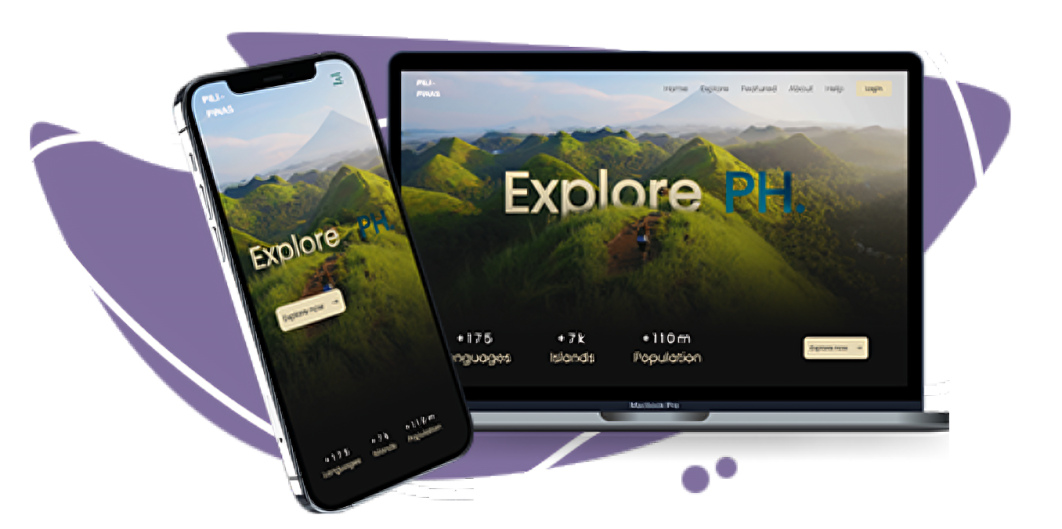 PILI-
PINAS
Explore PH.
Explore now →
+175
Languages
+7k
Islands
+110m
Population
PILI-
PINAS
Home Explore Featured About Help Login
Explore PH.
+175
nguages
+7k
Islands
+110m
Population
Explore now →
MacBook Pro